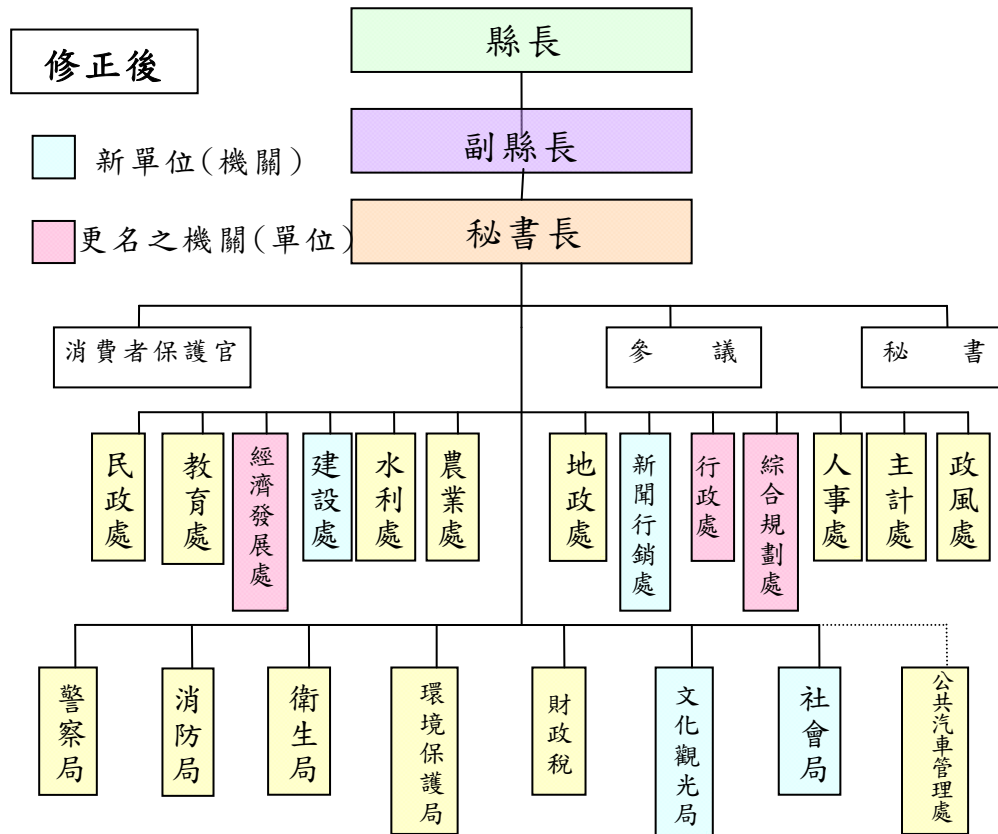 修正後
縣長
副縣長
秘書長
新單位(機關)
更名之機關(單位)
消費者保護官
參 議
秘 書
民政處
教育處
經濟發展處
建設處
水利處
農業處
地政處
新聞行銷處
行政處
綜合規劃處
人事處
主計處
政風處
警察局
消防局
衛生局
環境保護局
財政稅
文化觀光局
社會局
公共汽車管理處